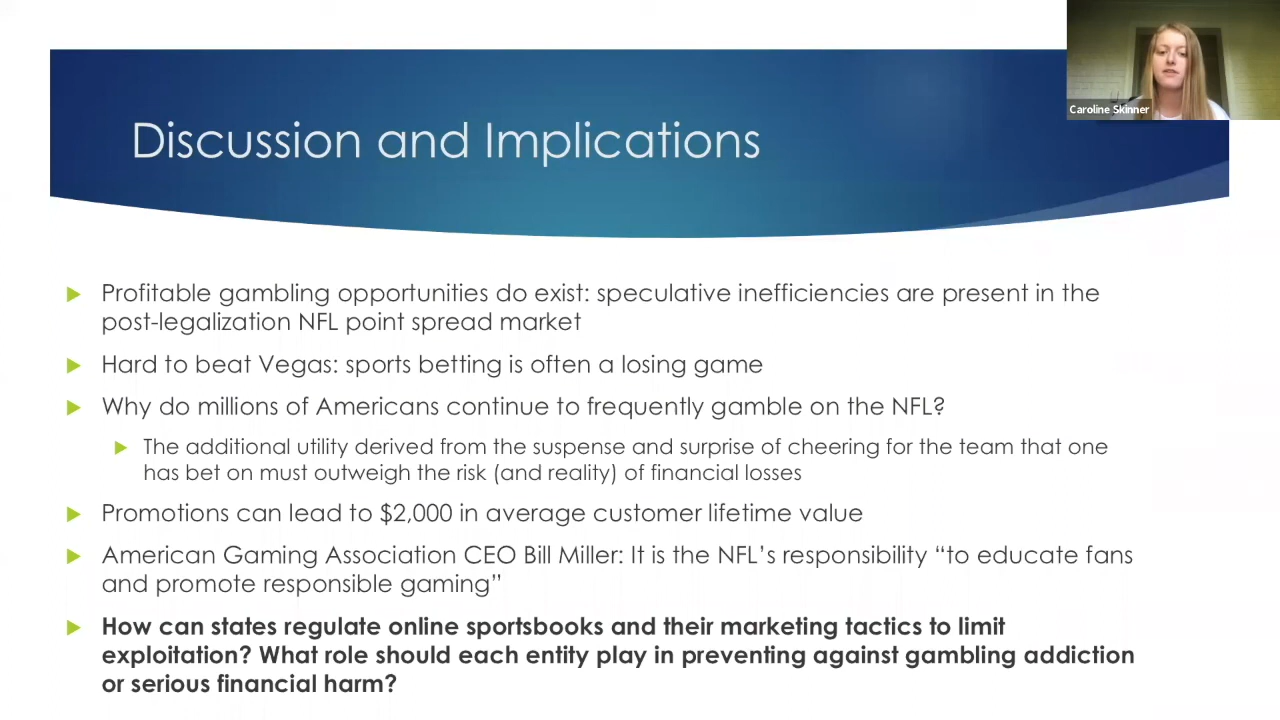 Caroline Skinner
Discussion and Implications
Profitable gambling opportunities do exist: speculative inefficiencies are present in the
post-legalization NFL point spread market
Hard to beat Vegas: sports betting is often a losing game
Why do millions of Americans continue to frequently gamble on the NFL?
The additional utility derived from the suspense and surprise of cheering for the team that one
has bet on must outweigh the risk (and reality) of financial losses
Promotions can lead to $2,000 in average customer lifetime value
American Gaming Association CEO Bill Miller: It is the NFL’s responsibility “to educate fans
and promote responsible gaming”
How can states regulate online sportsbooks and their marketing tactics to limit
exploitation? What role should each entity play in preventing against gambling addiction
or serious financial harm?